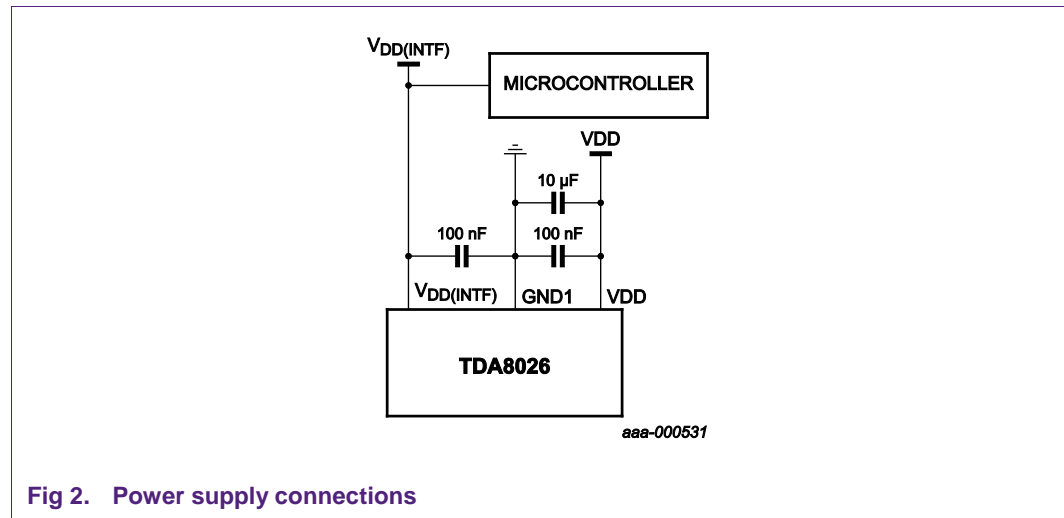 VDD(INTF)
MICROCONTROLLER
VDD
10 µF
100 nF
100 nF
VDD(INTF)
GND1
VDD
TDA8026
aaa-000531
Fig 2. Power supply connections